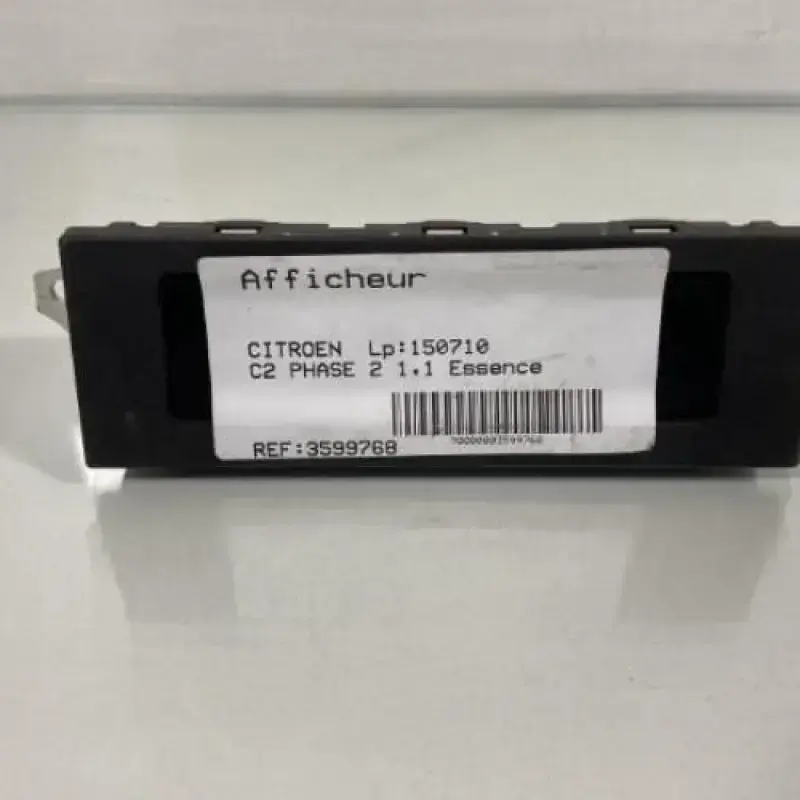 Afficheur
CITROEN Lp:150710
C2 PHASE 2 1.1 Essence
REF:3599768